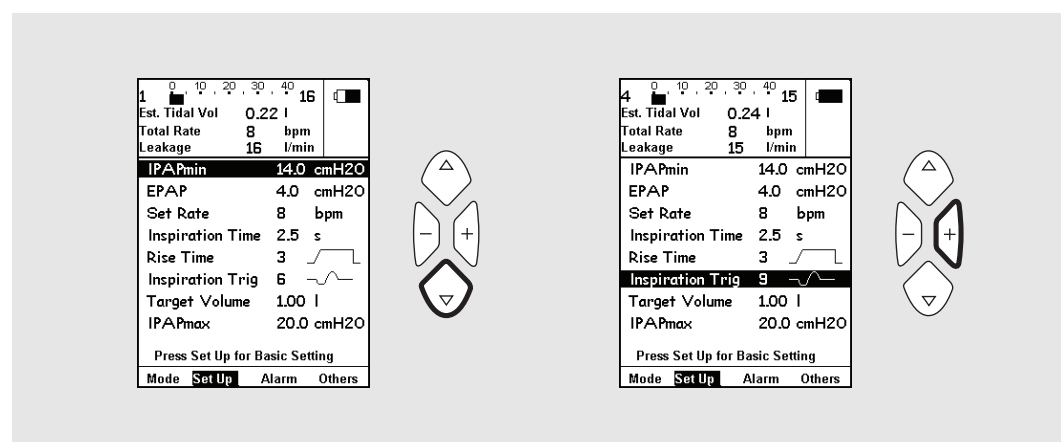 0 10 20 30 40
1 16
Est. Tidal Vol 0.22 l
Total Rate 8 bpm
Leakage 16 l/min
IPAPmin 14.0 cmH2O
EPAP 4.0 cmH2O
Set Rate 8 bpm
Inspiration Time 2.5 s
Rise Time 3
Inspiration Trig 6
Target Volume 1.00 l
IPAPmax 20.0 cmH2O
Press Set Up for Basic Setting
Mode Set Up Alarm Others
− +
0 10 20 30 40
4 15
Est. Tidal Vol 0.24 l
Total Rate 8 bpm
Leakage 15 l/min
IPAPmin 14.0 cmH2O
EPAP 4.0 cmH2O
Set Rate 8 bpm
Inspiration Time 2.5 s
Rise Time 3
Inspiration Trig 9
Target Volume 1.00 l
IPAPmax 20.0 cmH2O
Press Set Up for Basic Setting
Mode Set Up Alarm Others
− +